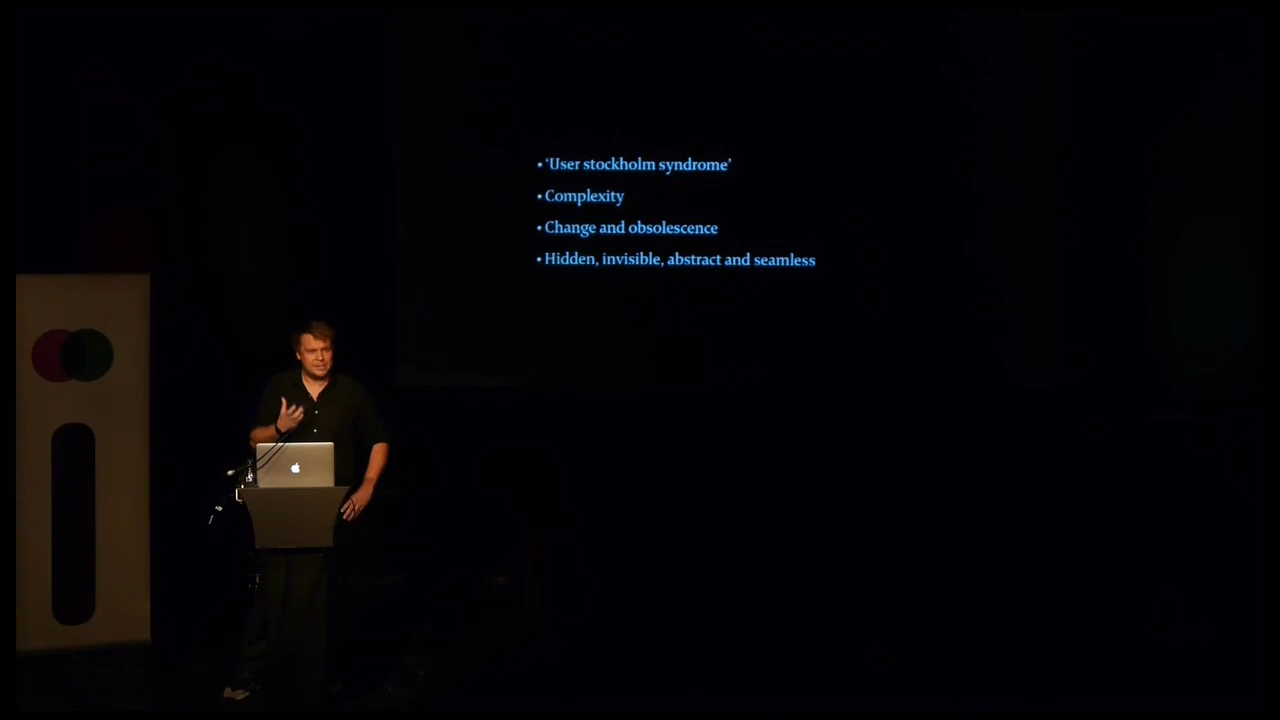 • ‘User stockholm syndrome’
• Complexity
• Change and obsolescence
• Hidden, invisible, abstract and seamless